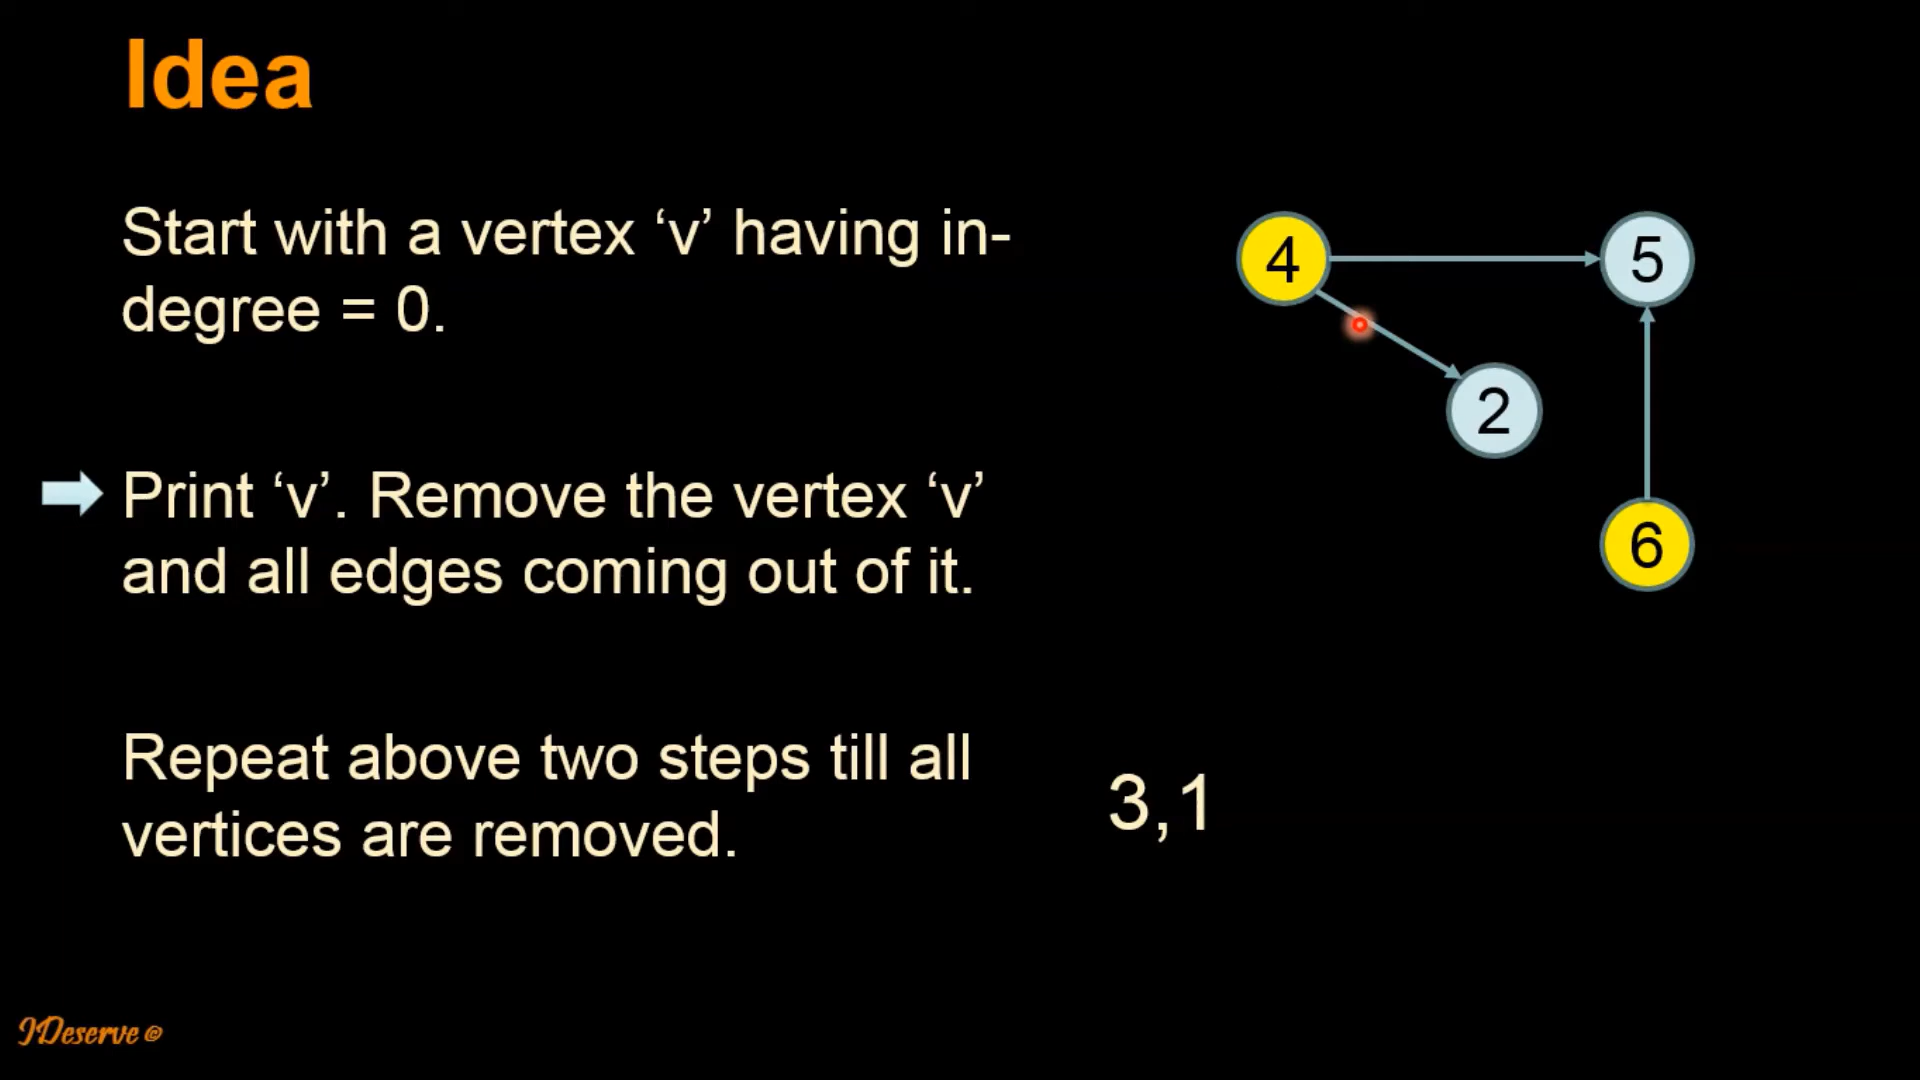 Idea
Start with a vertex ‘v’ having in-
degree = 0.
Print ‘v’. Remove the vertex ‘v’
and all edges coming out of it.
Repeat above two steps till all
vertices are removed.
4
5
2
6
3,1
IDeserve ©